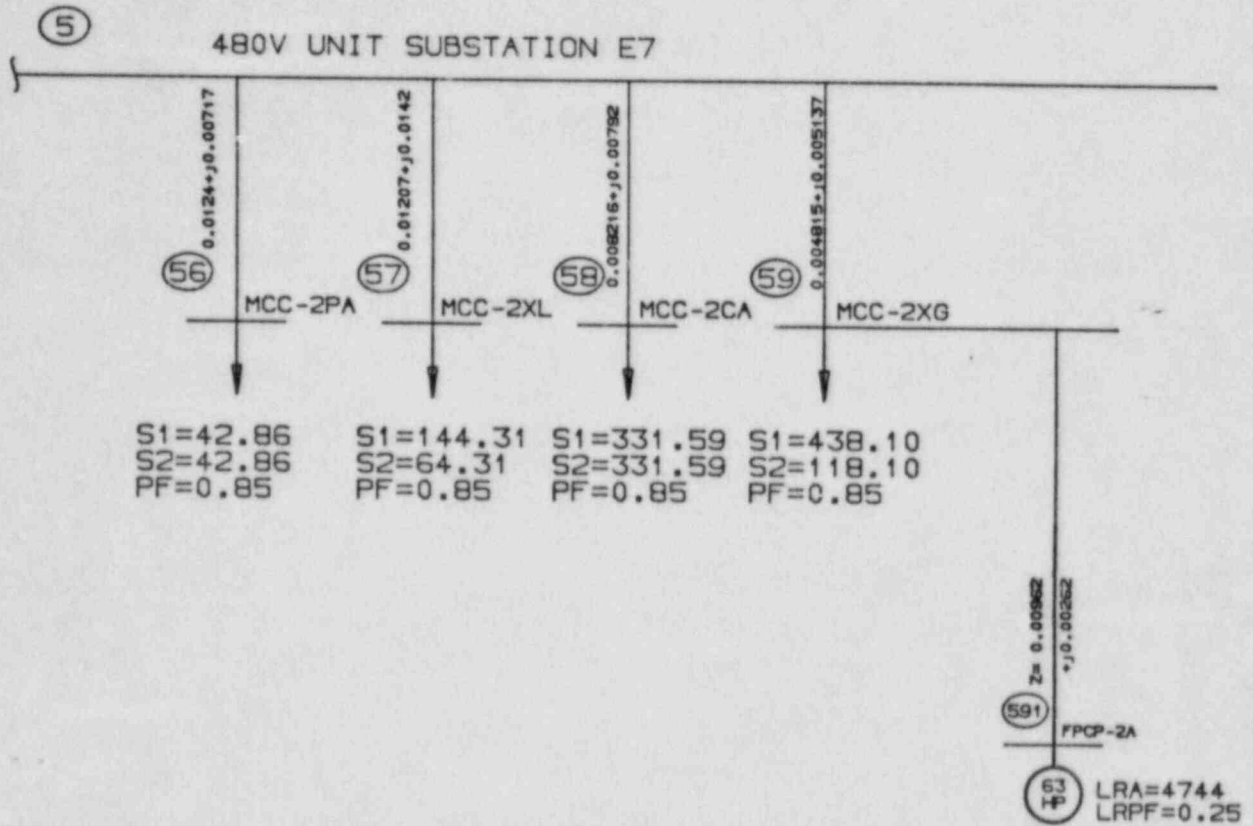 5
480V UNIT SUBSTATION E7
0.0124+j0.00717
0.01207+j0.0142
0.008216+j0.00792
0.004815+j0.005137
56
MCC-2PA
57
MCC-2XL
58
MCC-2CA
59
MCC-2XG
S1=42.86
S2=42.86
PF=0.85
S1=144.31
S2=64.31
PF=0.85
S1=331.59
S2=331.59
PF=0.85
S1=438.10
S2=118.10
PF=0.85
Z= 0.00962
+j0.00262
591
FPCP-2A
63
HP
LRA=4744
LRPF=0.25